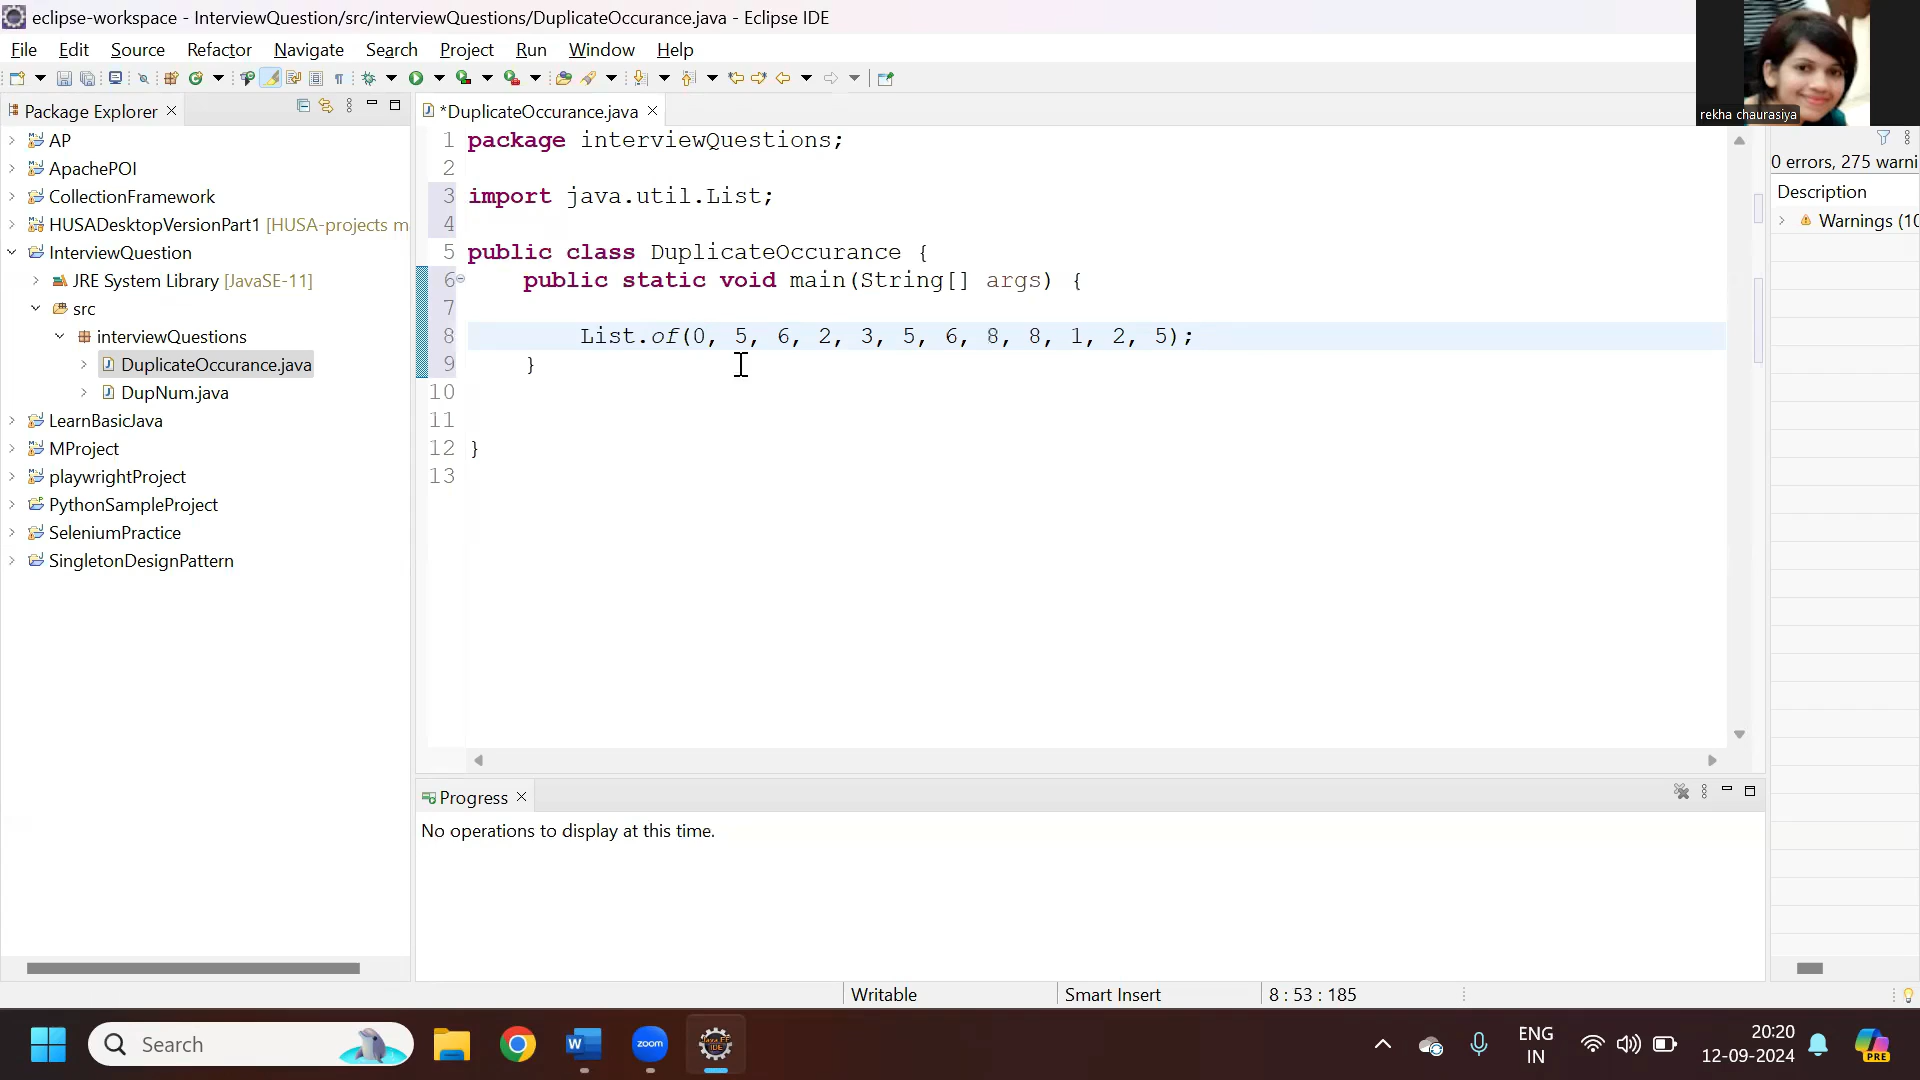 eclipse-workspace - InterviewQuestion/src/interviewQuestions/DuplicateOccurance.java - Eclipse IDE
File Edit Source Refactor Navigate Search Project Run Window Help
rekha chaurasiya
Package Explorer
*DuplicateOccurance.java
AP
ApachePOI
CollectionFramework
HUSADesktopVersionPart1 [HUSA-projects m
InterviewQuestion
JRE System Library [JavaSE-11]
src
interviewQuestions
DuplicateOccurance.java
DupNum.java
LearnBasicJava
MProject
playwrightProject
PythonSampleProject
SeleniumPractice
SingletonDesignPattern
1 package interviewQuestions;
2
3 import java.util.List;
4
5 public class DuplicateOccurance {
6 public static void main(String[] args) {
7
8 List.of(0, 5, 6, 2, 3, 5, 6, 8, 8, 1, 2, 5);
9 }
10
11
12 }
13
0 errors, 275 warni
Description
Warnings (10
Progress
No operations to display at this time.
Writable
Smart Insert
8 : 53 : 185
Search
W
zoom
Java EE
IDE
ENG
IN
20:20
12-09-2024
PRE